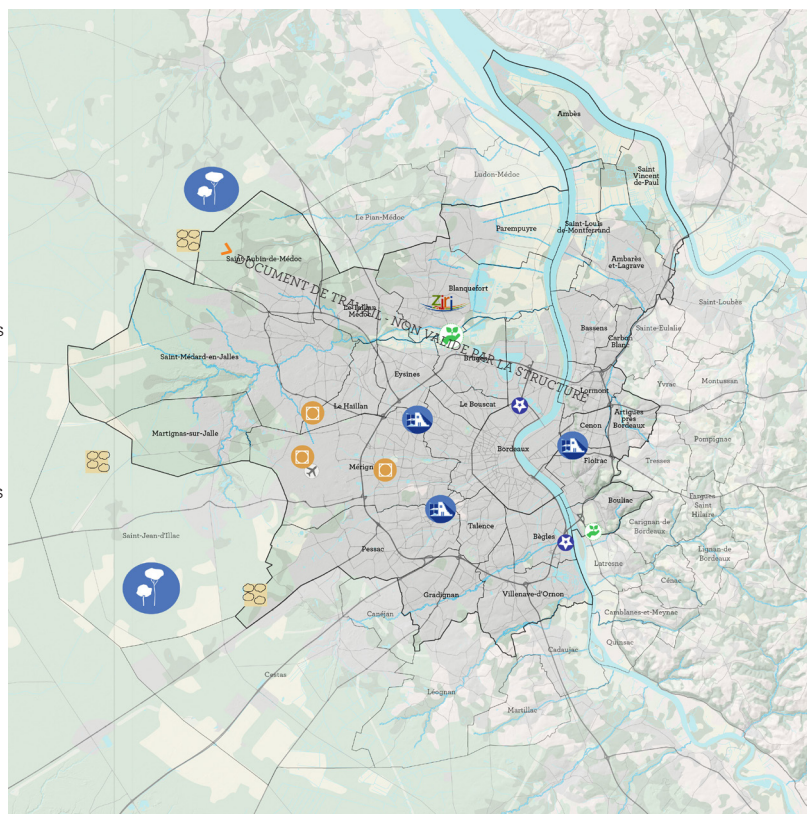 Ambès
Saint
Vincent
de-Paul
Ludon-Médoc
Le Pian-Médoc
Parempuyre
Saint-Louis
de-Montferrand
Saint-Aubin-de-Médoc
Ambarès
et-Lagrave
DOCUMENT DE TRAVAIL - NON VALIDE PAR LA STRUCTURE
Blanquefort
Saint-Loubès
Médoc
Bassens
Sainte-Eulalie
Carbon
Blanc
s
Saint-Médard-en-Jalles
Eysines
Yvrac
Montussan
Lormont
Le Haillan
Le Bouscat
Artigues
près
Bordeaux
Martignas-sur-Jalle
Cenon
Pompignac
Bordeaux
Floirac
Tresses
Mérign
s
Bouliac
Fargues
Saint
Hilaire
Saint-Jean-d'Illac
Talence
Carignan-de
Bordeaux
Bègles
Pessac
Lignan-de
Bordeaux
Latresne
Cénac
Gradignan
Villenave-d'Ornon
Canéjan
Camblanes-et-Meynac
Quinsac
Cadaujac
Cestas
Léognan
Martillac